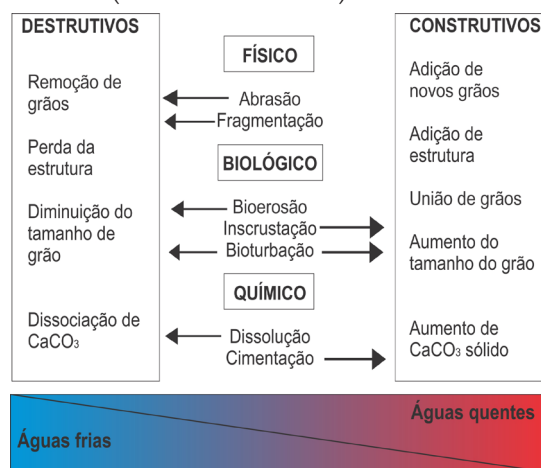 DESTRUTIVOS
Remoção de
grãos
Perda da
estrutura
Diminuição do
tamanho de
grão
Dissociação de
CaCO₃
FÍSICO
Abrasão
Fragmentação
BIOLÓGICO
Bioerosão
Inscrustação
Bioturbação
QUÍMICO
Dissolução
Cimentação
CONSTRUTIVOS
Adição de
novos grãos
Adição de
estrutura
União de grãos
Aumento do
tamanho do grão
Aumento de
CaCO₃ sólido
Águas frias
Águas quentes